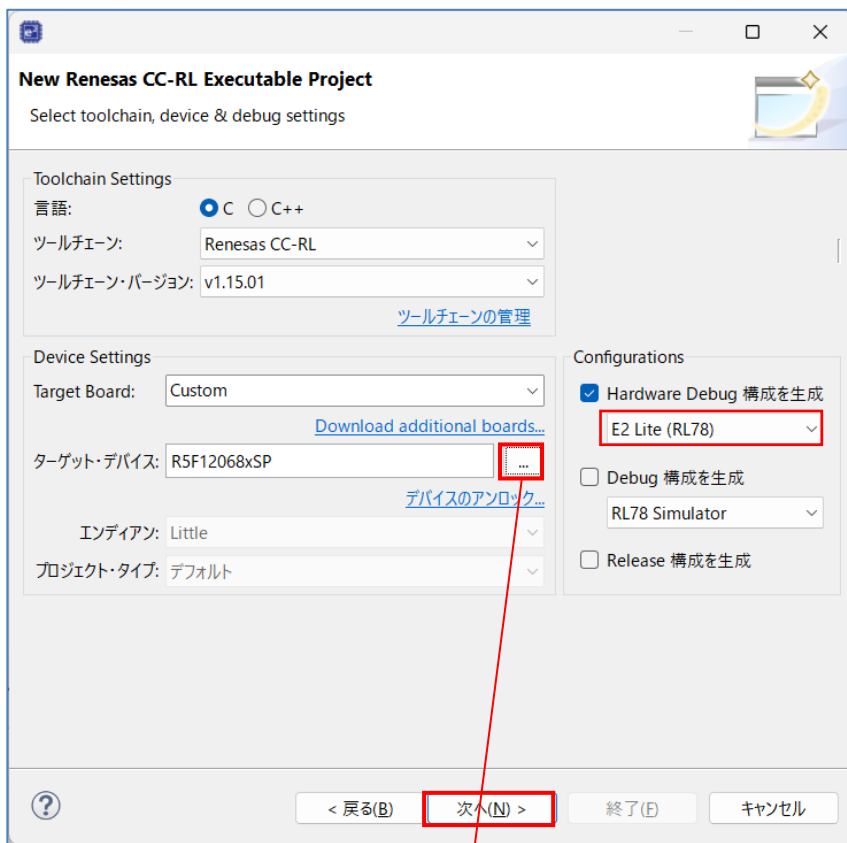 New Renesas CC-RL Executable Project
Select toolchain, device & debug settings
Toolchain Settings
言語: C C++
ツールチェーン: Renesas CC-RL
ツールチェーン・バージョン: v1.15.01
ツールチェーンの管理
Device Settings
Target Board: Custom
Download additional boards...
ターゲット・デバイス: R5F12068xSP ...
デバイスのアンロック...
エンディアン: Little
プロジェクト・タイプ: デフォルト
Configurations
Hardware Debug 構成を生成
E2 Lite (RL78)
Debug 構成を生成
RL78 Simulator
Release 構成を生成
? < 戻る(B) 次へ(N) > 終了(F) キャンセル